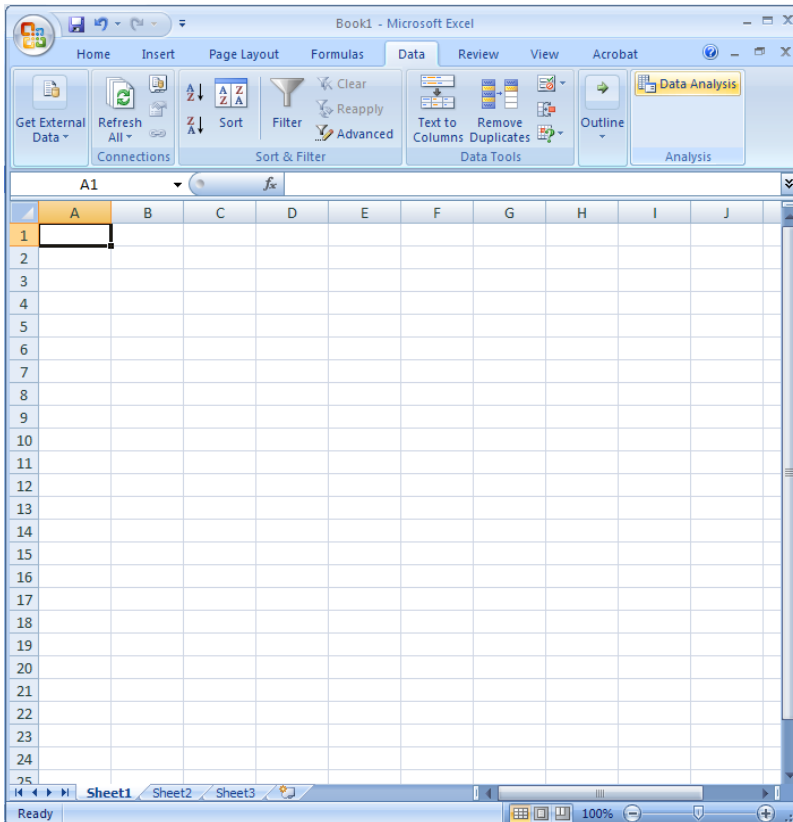 Book1 - Microsoft Excel
Home Insert Page Layout Formulas Data Review View Acrobat
Get External Data
Refresh All
Connections
A Z
Z A
A Z Z A
Sort
Filter
Clear
Reapply
Advanced
Sort & Filter
Text to Columns
Remove Duplicates
Data Tools
Outline
Data Analysis
Analysis
A1 fx
A B C D E F G H I J
1
2
3
4
5
6
7
8
9
10
11
12
13
14
15
16
17
18
19
20
21
22
23
24
25
Sheet1 Sheet2 Sheet3
Ready 100%